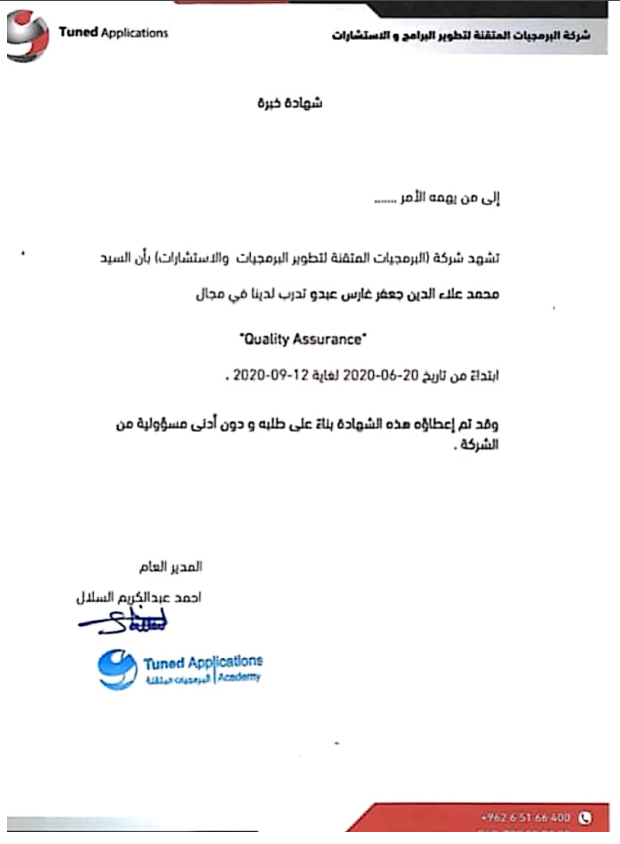 Tuned Applications
شركة البرمجيات المتقنة لتطوير البرامج و الاستشارات
شهادة خبرة
إلى من يهمه الأمر .......
تشهد شركة (البرمجيات المتقنة لتطوير البرمجيات والاستشارات) بأن السيد
محمد علاء الدين جعفر غارس عبدو تدرب لدينا في مجال
"Quality Assurance"
ابتداءً من تاريخ 20-06-2020 لغاية 12-09-2020 .
وقد تم إعطاؤه هذه الشهادة بناءً على طلبه و دون أدنى مسؤولية من
الشركة .
المدير العام
احمد عبدالكريم السلال
Tuned Applications
البرمجيات المتقنة | Academy
+962 6 51 66 400